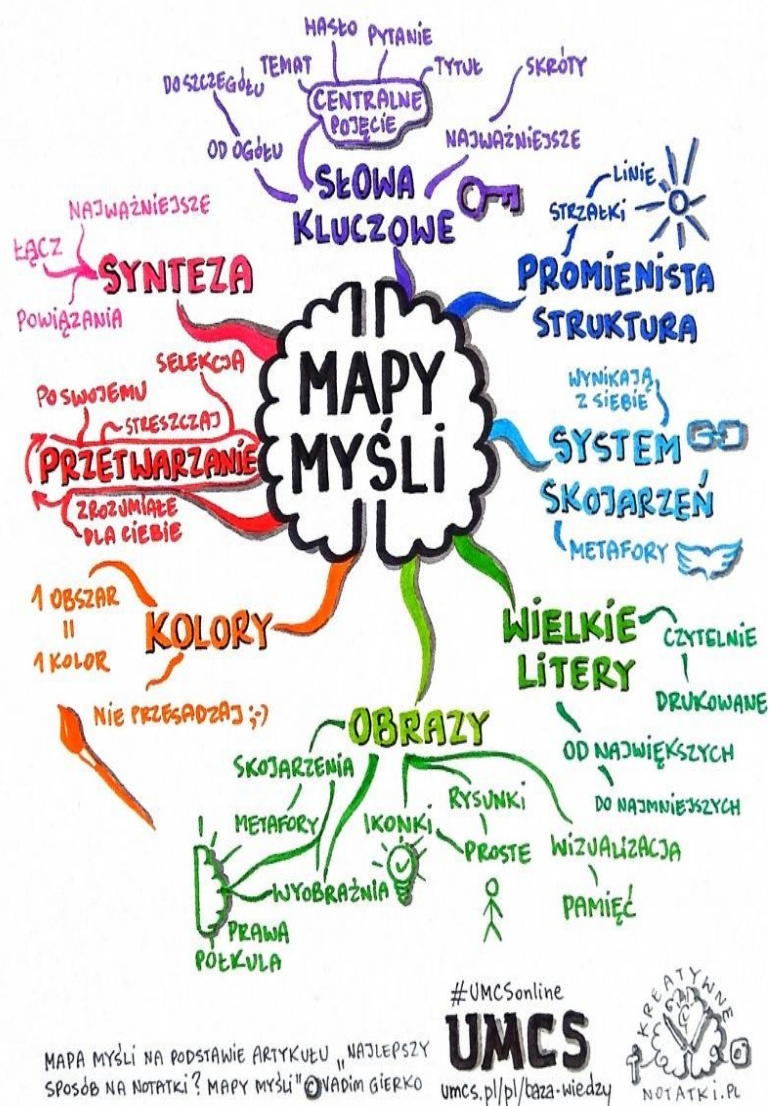 HASŁO
PYTANIE
TEMAT
TYTUŁ
SKRÓTY
DO SZCZEGÓŁU
CENTRALNE
POJĘCIE
OD OGÓŁU
NAJWAŻNIEJSZE
SŁOWA
KLUCZOWE
LINIE
STRZAŁKI
PROMIENISTA
STRUKTURA
NAJWAŻNIEJSZE
ŁĄCZ
SYNTEZA
POWIĄZANIA
MAPY
MYŚLI
WYNIKAJĄ
Z SIEBIE
SYSTEM
SKOJARZEŃ
METAFORY
SELEKCJA
PO SWOJEMU
STRESZCZAJ
PRZETWARZANIE
ZROZUMIAŁE
DLA CIEBIE
1 OBSZAR
=
1 KOLOR
KOLORY
NIE PRZESADZAJ ;-)
WIELKIE
LITERY
CZYTELNIE
DRUKOWANE
OD NAJWIĘKSZYCH
DO NAJMNIEJSZYCH
OBRAZY
SKOJARZENIA
METAFORY
WYOBRAŹNIA
PRAWA
PÓŁKULA
IKONKI
RYSUNKI
PROSTE
WIZUALIZACJA
PAMIĘĆ
MAPA MYŚLI NA PODSTAWIE ARTYKUŁU „NAJLEPSZY
SPOSÓB NA NOTATKI? MAPY MYŚLI" © VADIM GIERKO
#UMCSonline
UMCS
umcs.pl/pl/baza-wiedzy
KREATYWNE
NOTATKI.PL